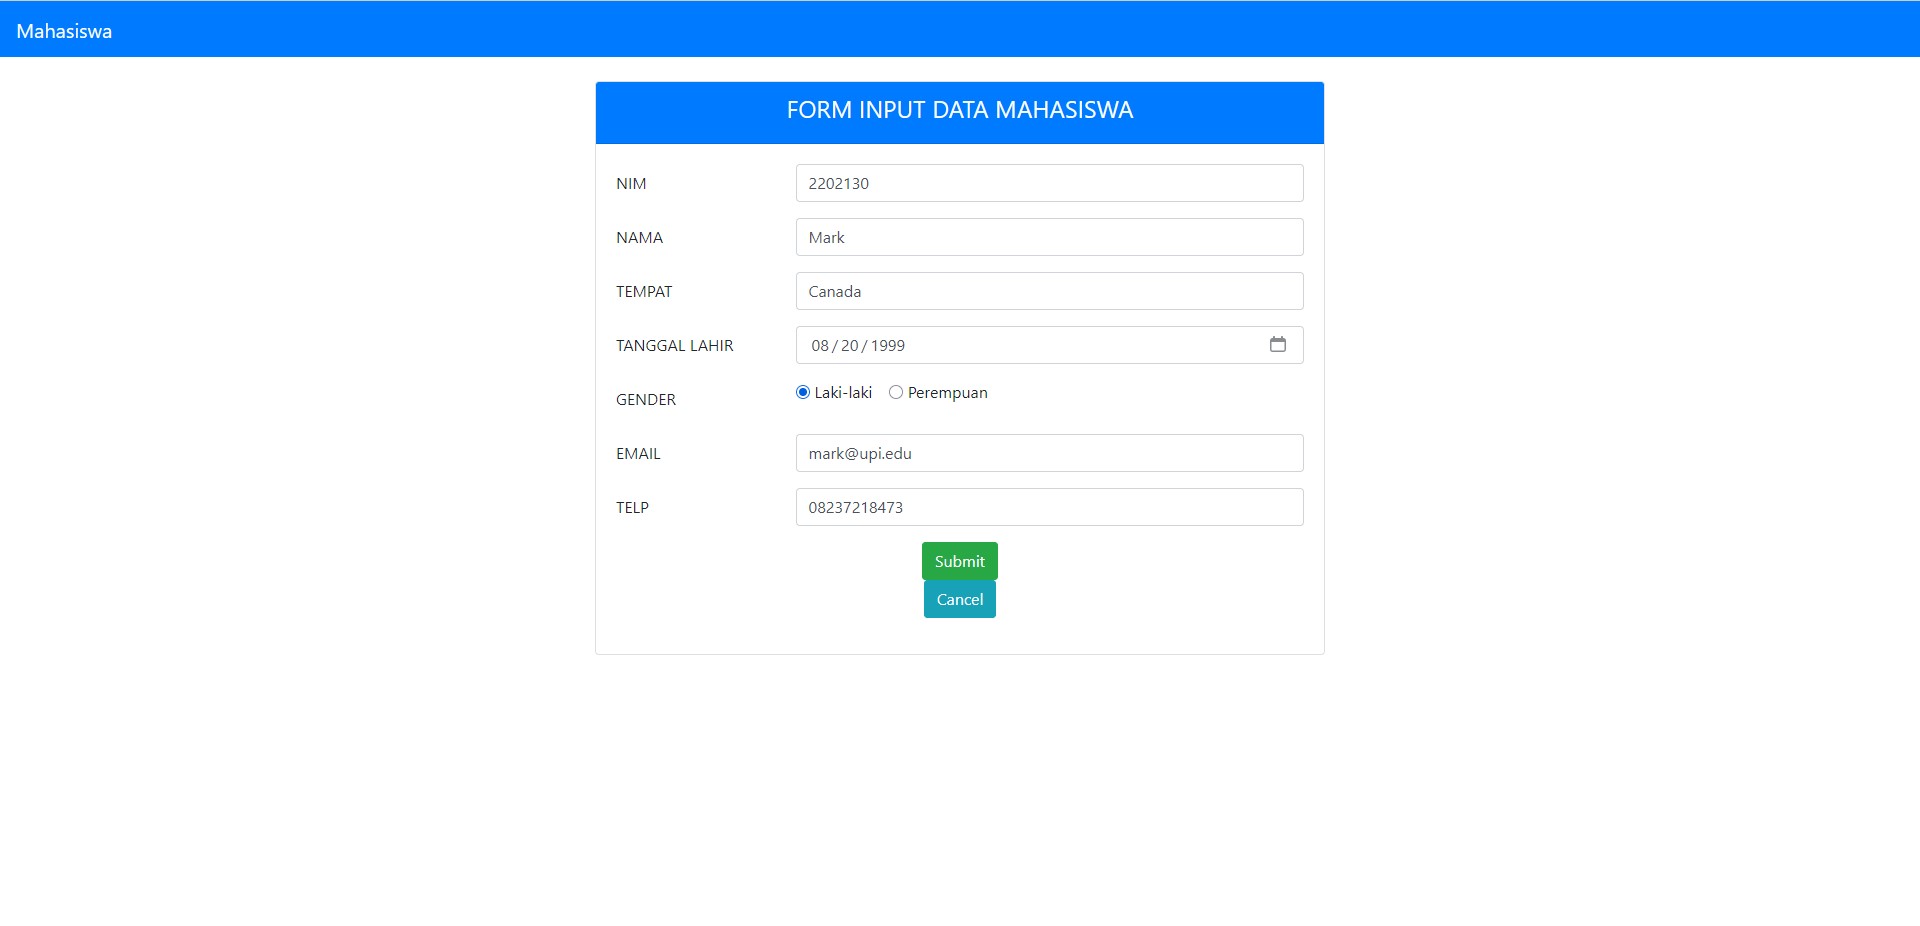 Mahasiswa
FORM INPUT DATA MAHASISWA
NIM 2202130
NAMA Mark
TEMPAT Canada
TANGGAL LAHIR 08/20/1999
GENDER Laki-laki Perempuan
EMAIL mark@upi.edu
TELP 08237218473
Submit
Cancel